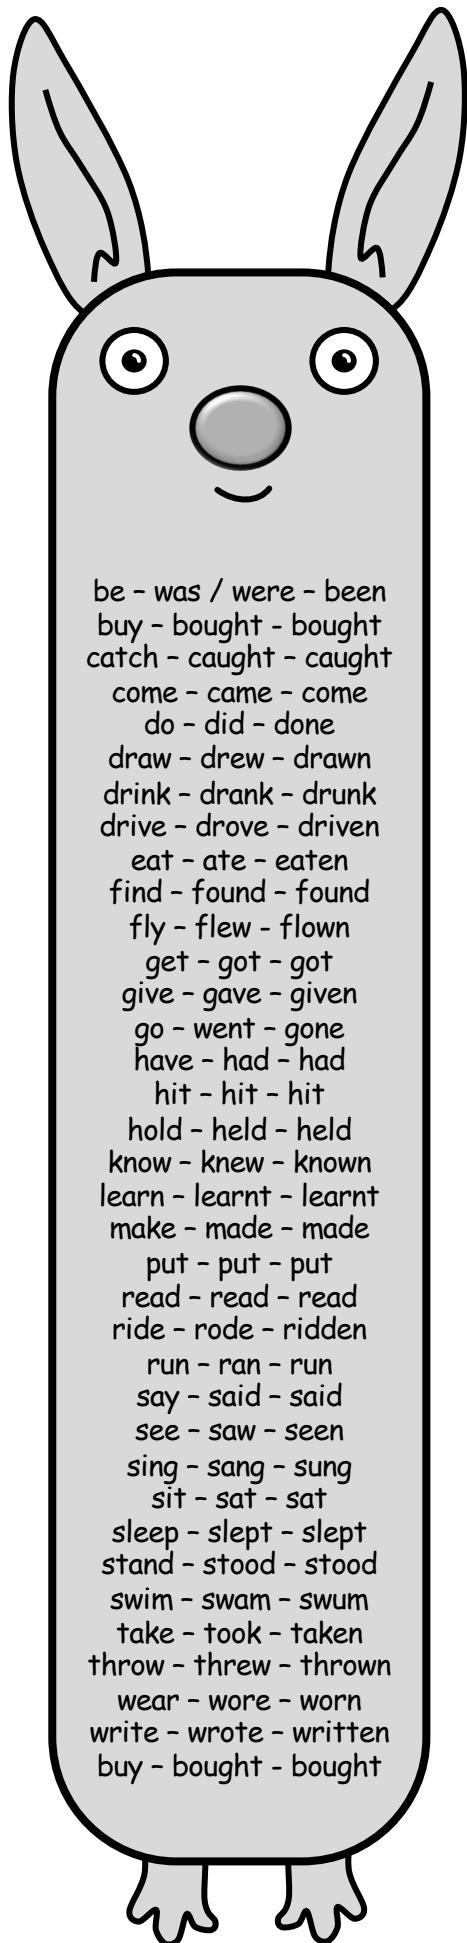 be – was / were – been
buy – bought - bought
catch – caught – caught
come – came – come
do – did – done
draw – drew – drawn
drink – drank – drunk
drive – drove – driven
eat – ate – eaten
find – found – found
fly – flew - flown
get – got – got
give – gave – given
go – went – gone
have – had – had
hit – hit – hit
hold – held – held
know – knew – known
learn – learnt – learnt
make – made – made
put – put – put
read – read – read
ride – rode – ridden
run – ran – run
say – said – said
see – saw – seen
sing – sang – sung
sit – sat – sat
sleep – slept – slept
stand – stood – stood
swim – swam – swum
take – took – taken
throw – threw – thrown
wear – wore – worn
write – wrote – written
buy – bought - bought